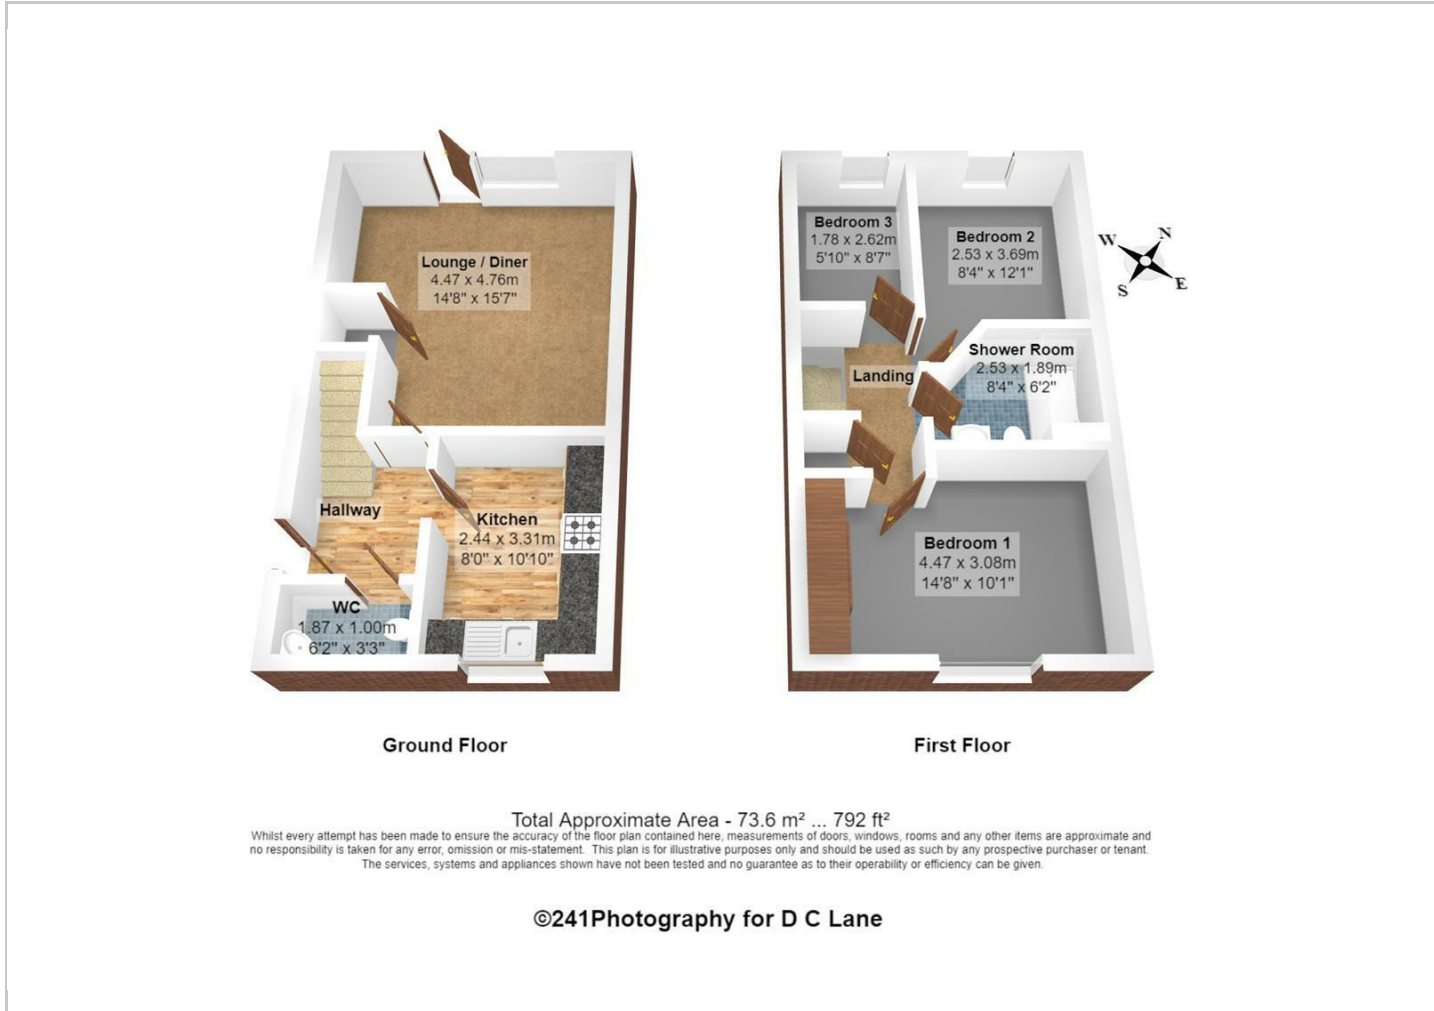 Lounge / Diner
4.47 x 4.76m
14'8" x 15'7"
Hallway
Kitchen
2.44 x 3.31m
8'0" x 10'10"
WC
1.87 x 1.00m
6'2" x 3'3"
Ground Floor
Bedroom 3
1.78 x 2.62m
5'10" x 8'7"
Bedroom 2
2.53 x 3.69m
8'4" x 12'1"
Shower Room
2.53 x 1.89m
8'4" x 6'2"
Landing
Bedroom 1
4.47 x 3.08m
14'8" x 10'1"
First Floor
W N
S E
Total Approximate Area - 73.6 m² ... 792 ft²
Whilst every attempt has been made to ensure the accuracy of the floor plan contained here, measurements of doors, windows, rooms and any other items are approximate and
no responsibility is taken for any error, omission or mis-statement. This plan is for illustrative purposes only and should be used as such by any prospective purchaser or tenant.
The services, systems and appliances shown have not been tested and no guarantee as to their operability or efficiency can be given.
©241Photography for D C Lane